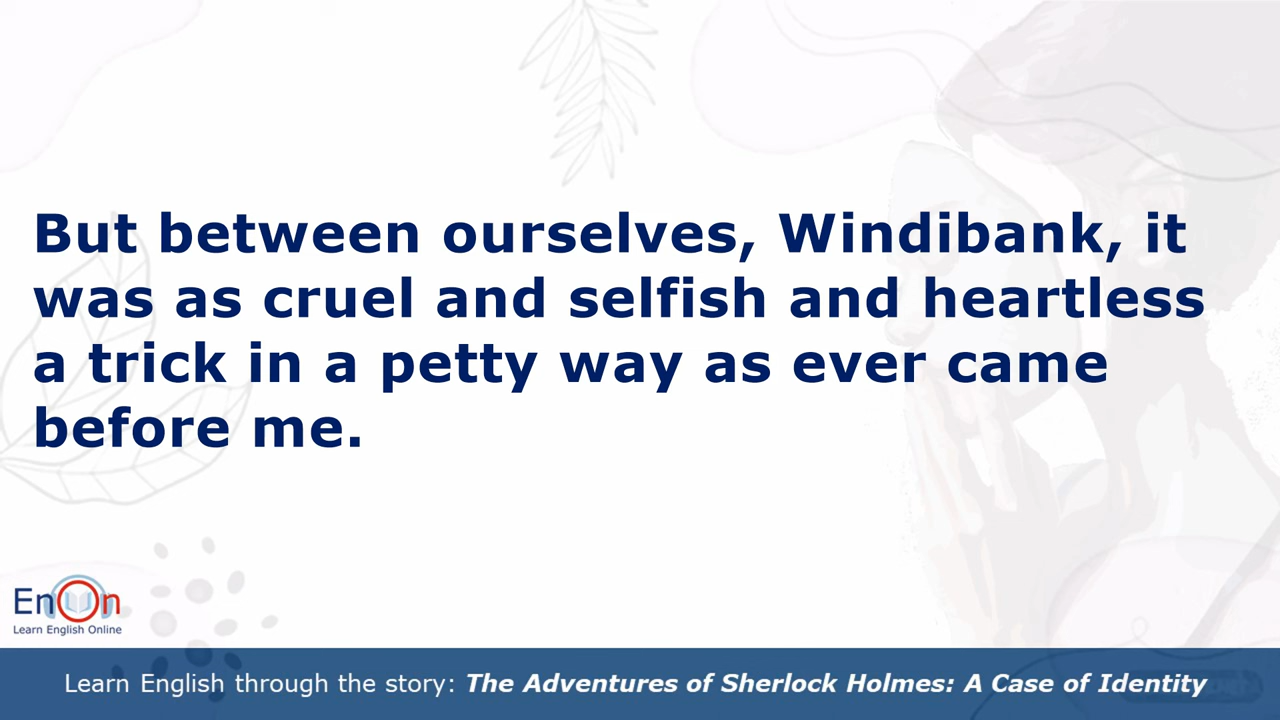 But between ourselves, Windibank, it
was as cruel and selfish and heartless
a trick in a petty way as ever came
before me.
EnOn
Learn English Online
Learn English through the story: The Adventures of Sherlock Holmes: A Case of Identity